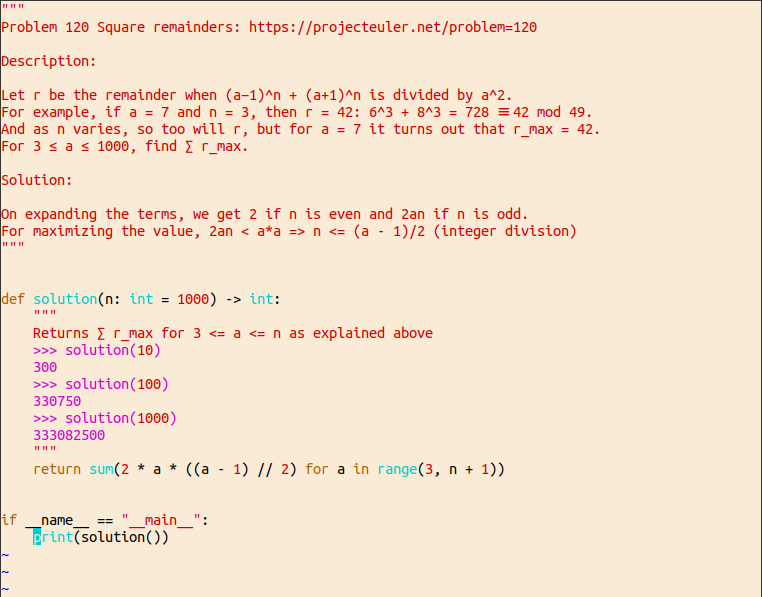 """
Problem 120 Square remainders: https://projecteuler.net/problem=120

Description:

Let r be the remainder when (a−1)^n + (a+1)^n is divided by a^2.
For example, if a = 7 and n = 3, then r = 42: 6^3 + 8^3 = 728 ≡ 42 mod 49.
And as n varies, so too will r, but for a = 7 it turns out that r_max = 42.
For 3 ≤ a ≤ 1000, find ∑ r_max.

Solution:

On expanding the terms, we get 2 if n is even and 2an if n is odd.
For maximizing the value, 2an < a*a => n <= (a - 1)/2 (integer division)
"""


def solution(n: int = 1000) -> int:
    """
    Returns ∑ r_max for 3 <= a <= n as explained above
    >>> solution(10)
    300
    >>> solution(100)
    330750
    >>> solution(1000)
    333082500
    """
    return sum(2 * a * ((a - 1) // 2) for a in range(3, n + 1))


if __name__ == "__main__":
    print(solution())
~
~
~